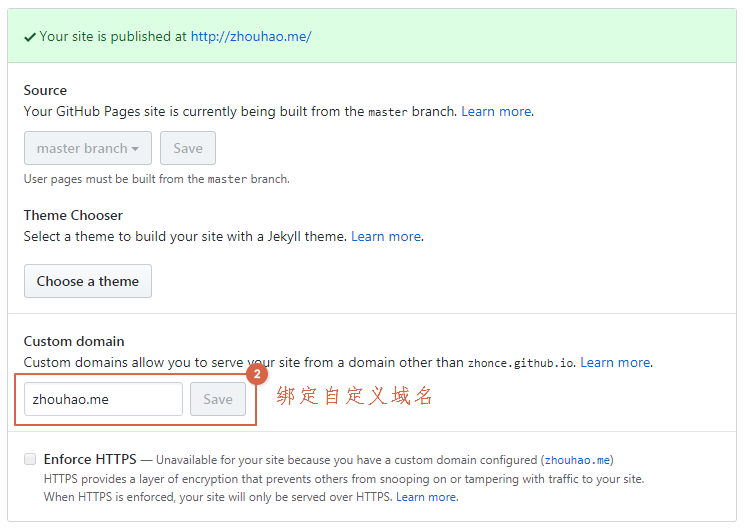 ✔ Your site is published at http://zhouhao.me/
Source
Your GitHub Pages site is currently being built from the master branch. Learn more.
master branch
Save
User pages must be built from the master branch.
Theme Chooser
Select a theme to build your site with a Jekyll theme. Learn more.
Choose a theme
Custom domain
Custom domains allow you to serve your site from a domain other than zhonce.github.io. Learn more.
2
zhouhao.me
Save
绑定自定义域名
Enforce HTTPS — Unavailable for your site because you have a custom domain configured (zhouhao.me)
HTTPS provides a layer of encryption that prevents others from snooping on or tampering with traffic to your site.
When HTTPS is enforced, your site will only be served over HTTPS. Learn more.